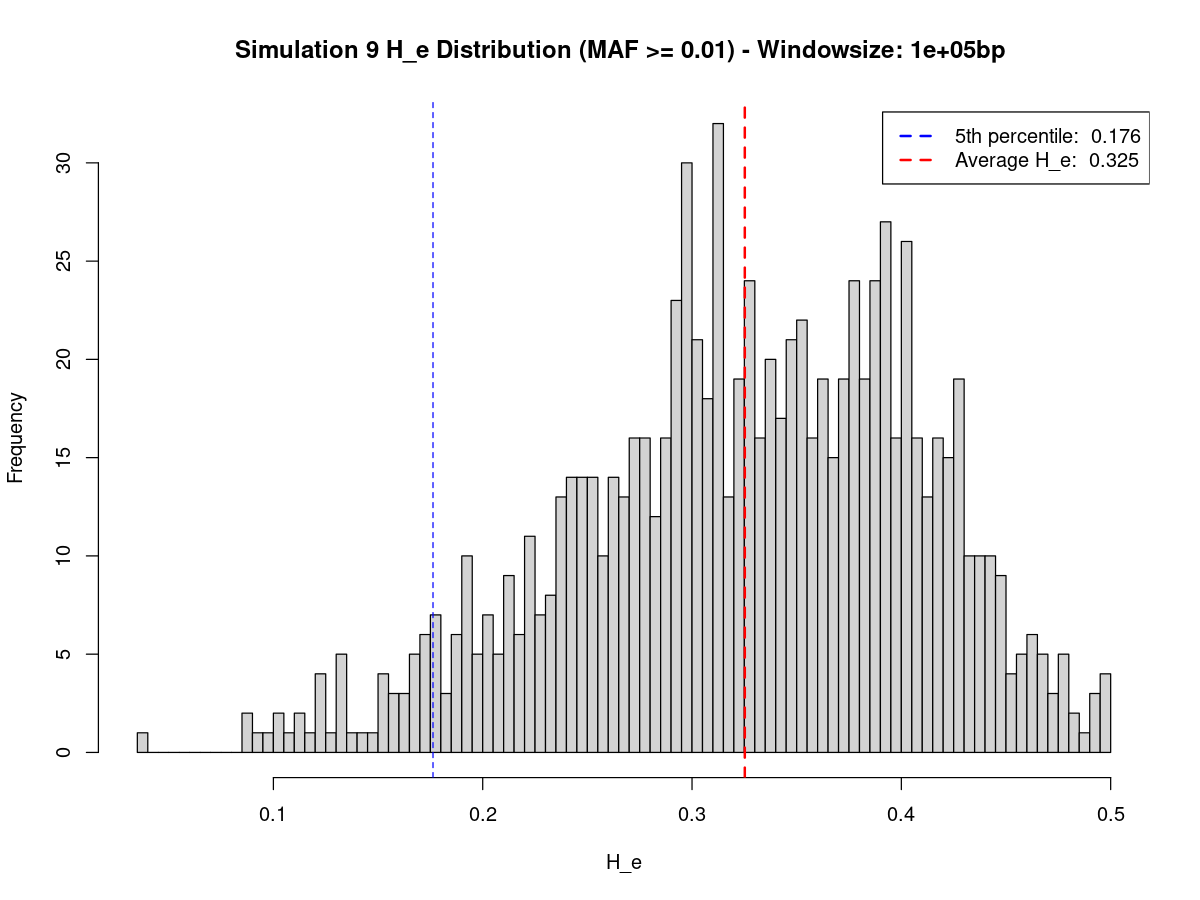 Simulation 9 H_e Distribution (MAF >= 0.01) - Windowsize: 1e+05bp
5th percentile: 0.176
Average H_e: 0.325
Frequency
30
25
20
15
10
5
0
0.1 0.2 0.3 0.4 0.5
H_e